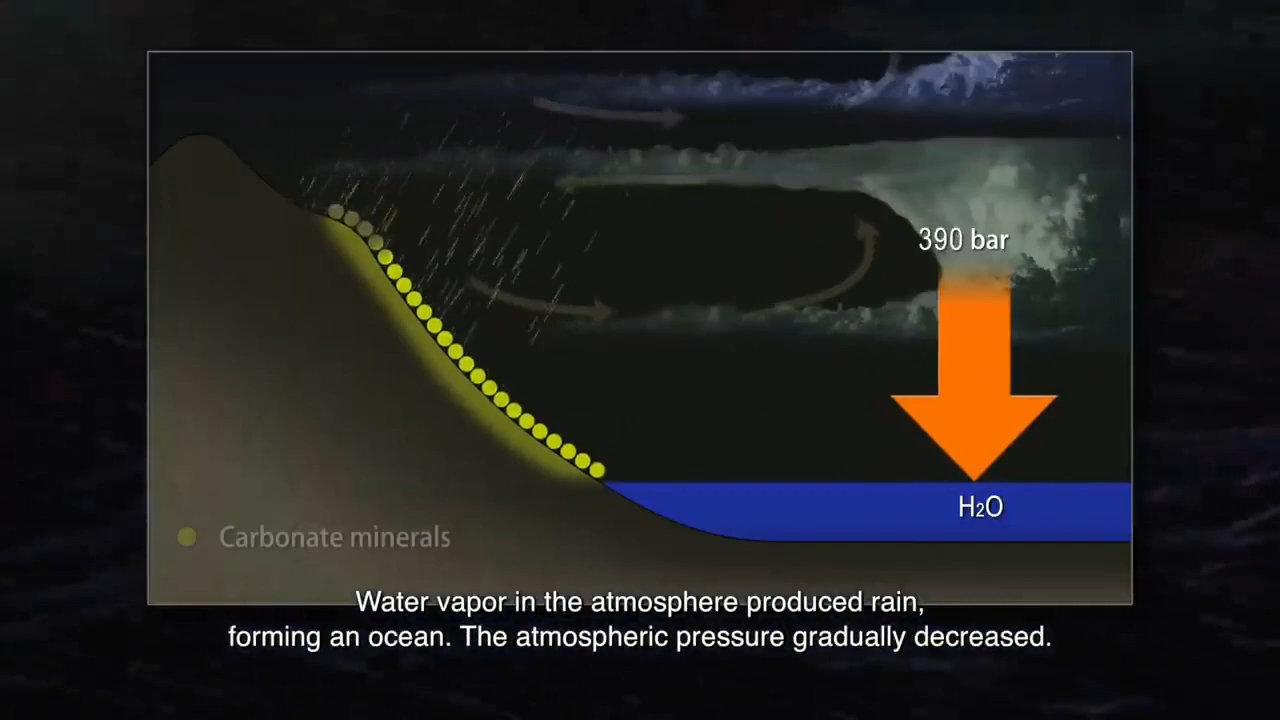 390 bar
H₂O
Carbonate minerals
Water vapor in the atmosphere produced rain,
forming an ocean. The atmospheric pressure gradually decreased.